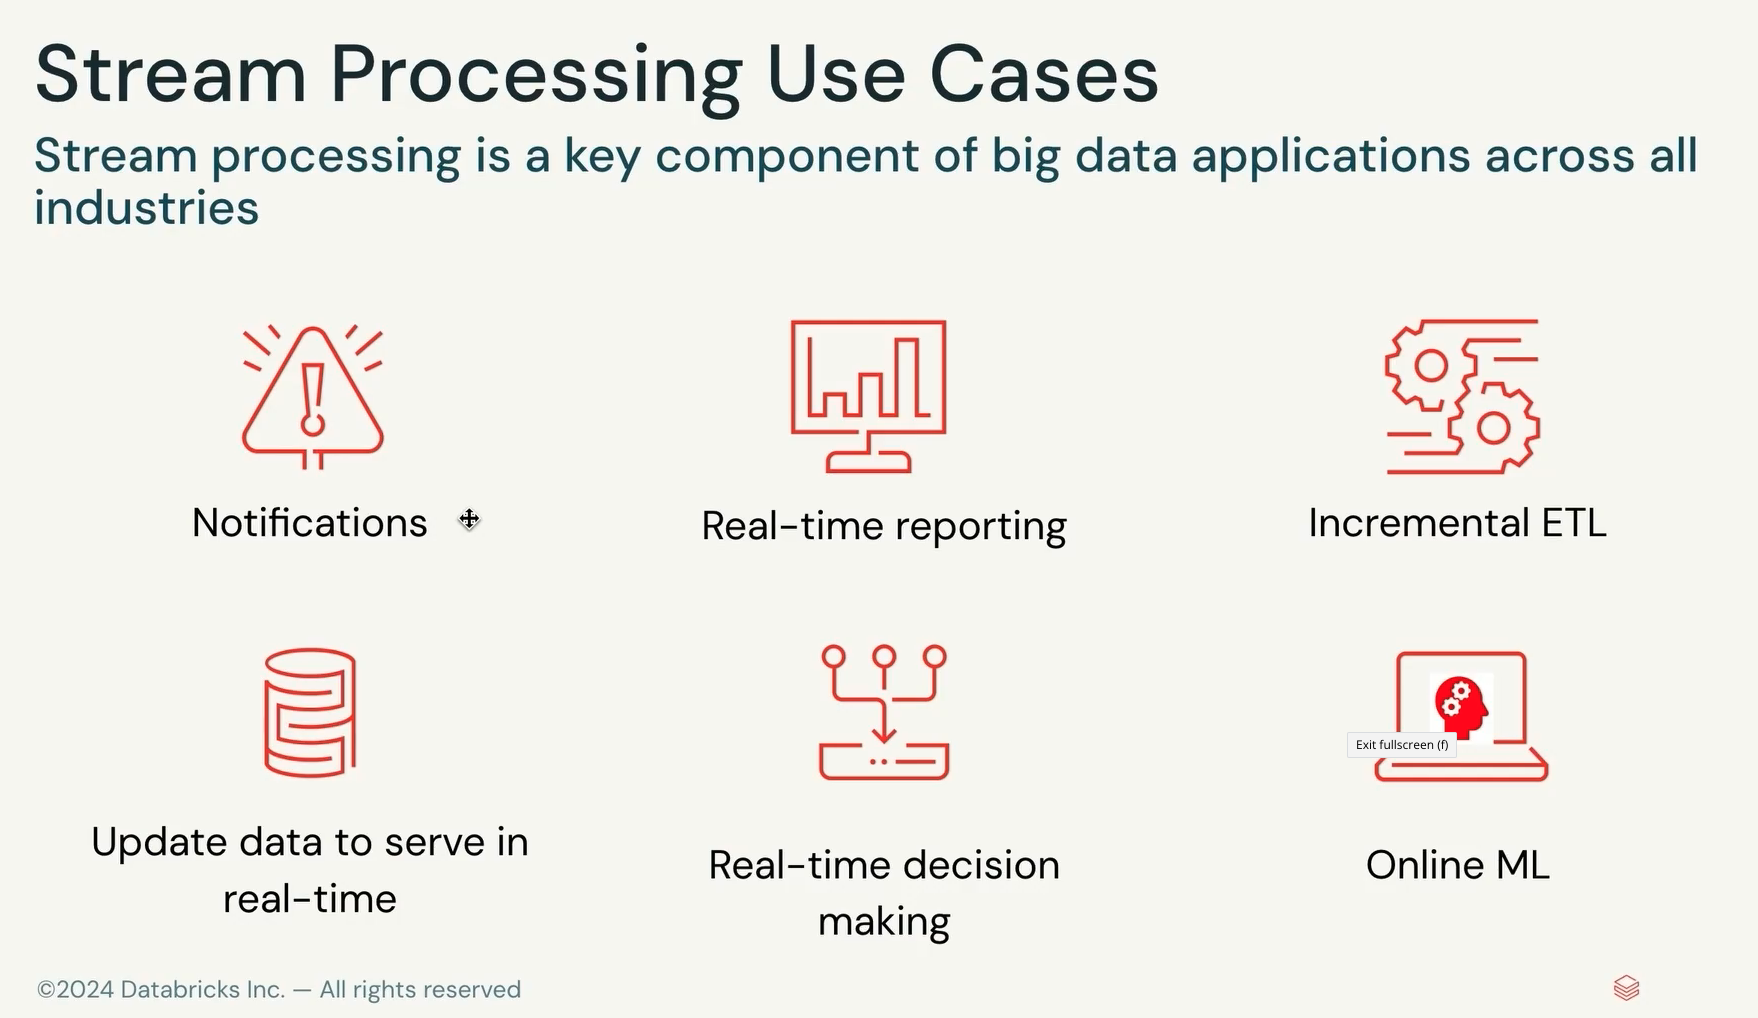 Stream Processing Use Cases
Stream processing is a key component of big data applications across all
industries
Notifications
Real-time reporting
Incremental ETL
Exit fullscreen (f)
Update data to serve in
real-time
Real-time decision
making
Online ML
©2024 Databricks Inc. — All rights reserved